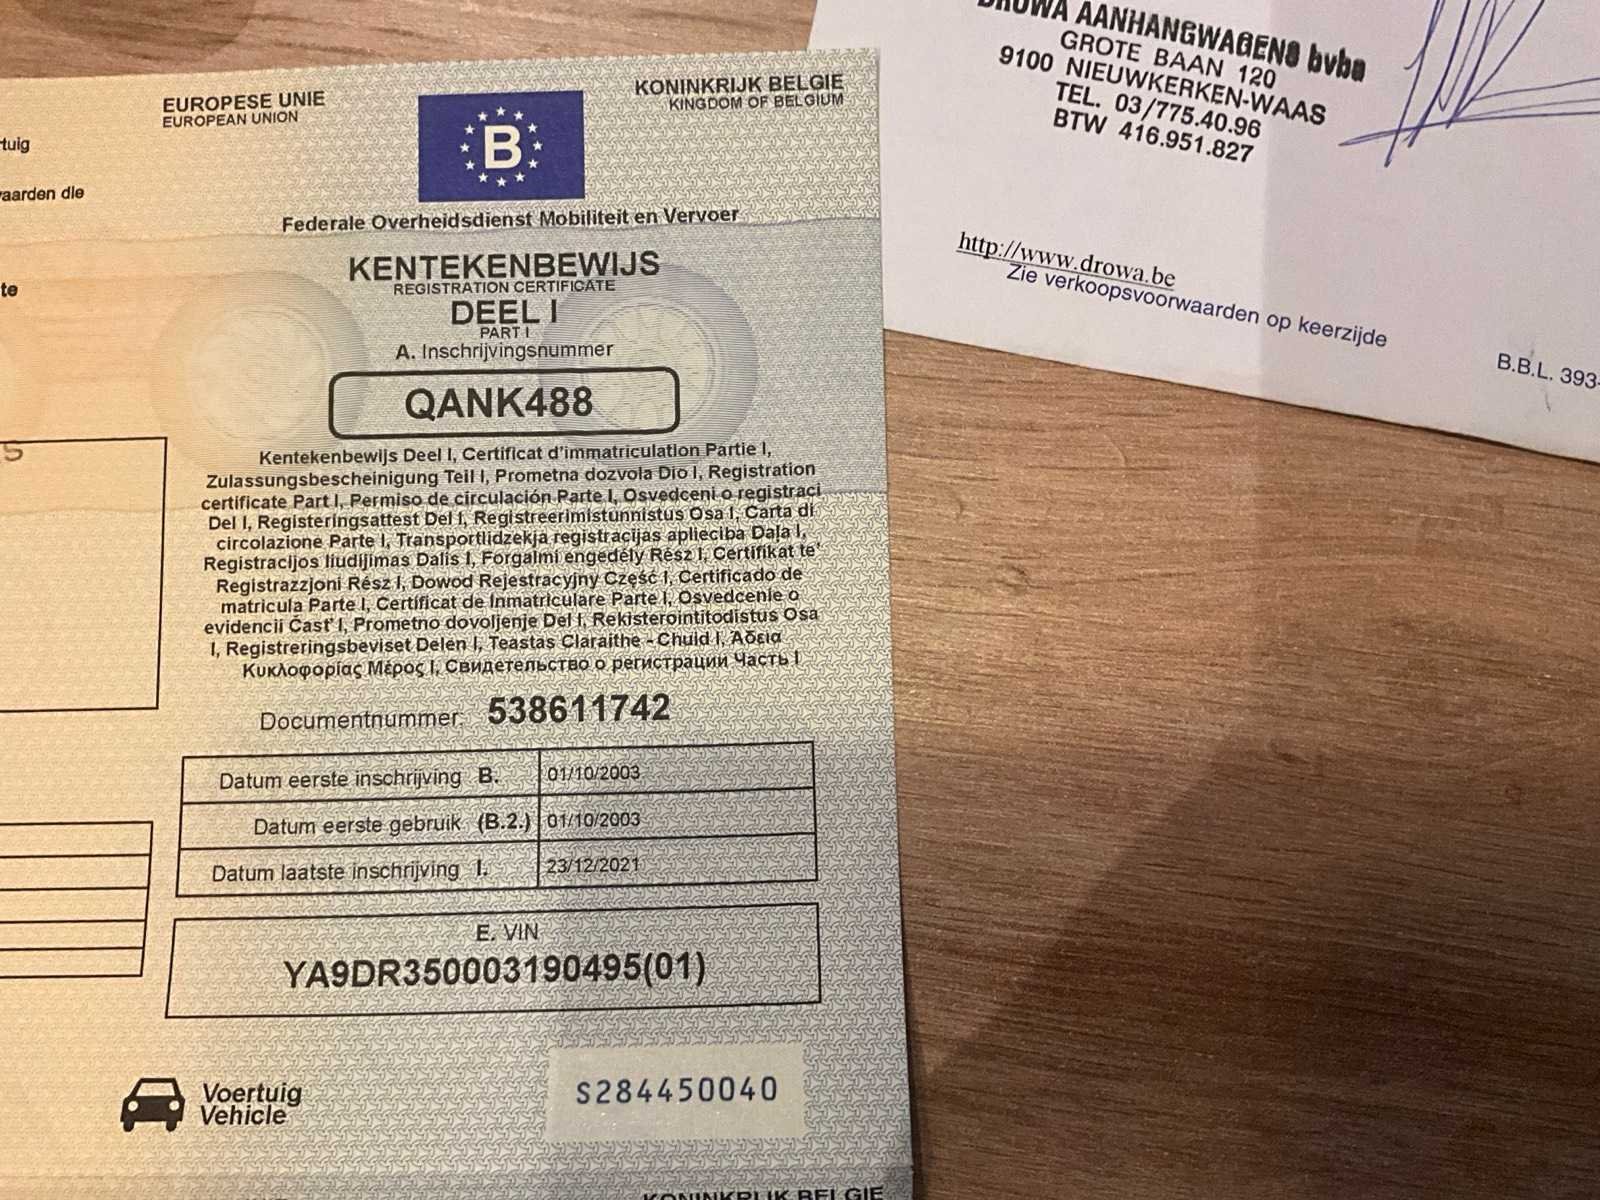 EUROPESE UNIE
EUROPEAN UNION
B
KONINKRIJK BELGIE
KINGDOM OF BELGIUM
Federale Overheidsdienst Mobiliteit en Vervoer
KENTEKENBEWIJS
REGISTRATION CERTIFICATE
DEEL I
PART I
A. Inschrijvingsnummer
QANK488
Kentekenbewijs Deel I, Certificat d'immatriculation Partie I,
Zulassungsbescheinigung Teil I, Prometna dozvola Dio I, Registration
certificate Part I, Permiso de circulación Parte I, Osvedceni o registraci
Del I, Registeringsattest Del I, Registreerimistunnistus Osa I, Carta di
circolazione Parte I, Transportlidzekja registracijas aplieciba Daļa I,
Registracijos liudijimas Dalis I, Forgalmi engedély Rész I, Certifikat te'
Registrazzjoni Rész I, Dowod Rejestracyjny Część I, Certificado de
matricula Parte I, Certificat de Inmatriculare Parte I, Osvedcenie o
evidencii Čast' I, Prometno dovoljenje Del I, Rekisterointitodistus Osa
I, Registreringsbeviset Delen I, Teastas Claraithe - Chuid I, Άδεια
Κυκλοφορίας Μέρος I, Свидетельство о регистрации Часть I
Documentnummer: 538611742
Datum eerste inschrijving B. 01/10/2003
Datum eerste gebruik (B.2.) 01/10/2003
Datum laatste inschrijving I. 23/12/2021
E. VIN
YA9DR350003190495(01)
Voertuig
Vehicle
S284450040
KONINKRIJK BELGIE
tuig
aarden die
te
5
DROWA AANHANGWAGENS bvba
GROTE BAAN 120
9100 NIEUWKERKEN-WAAS
TEL. 03/775.40.96
BTW 416.951.827
http://www.drowa.be
Zie verkoopsvoorwaarden op keerzijde
B.B.L. 393-